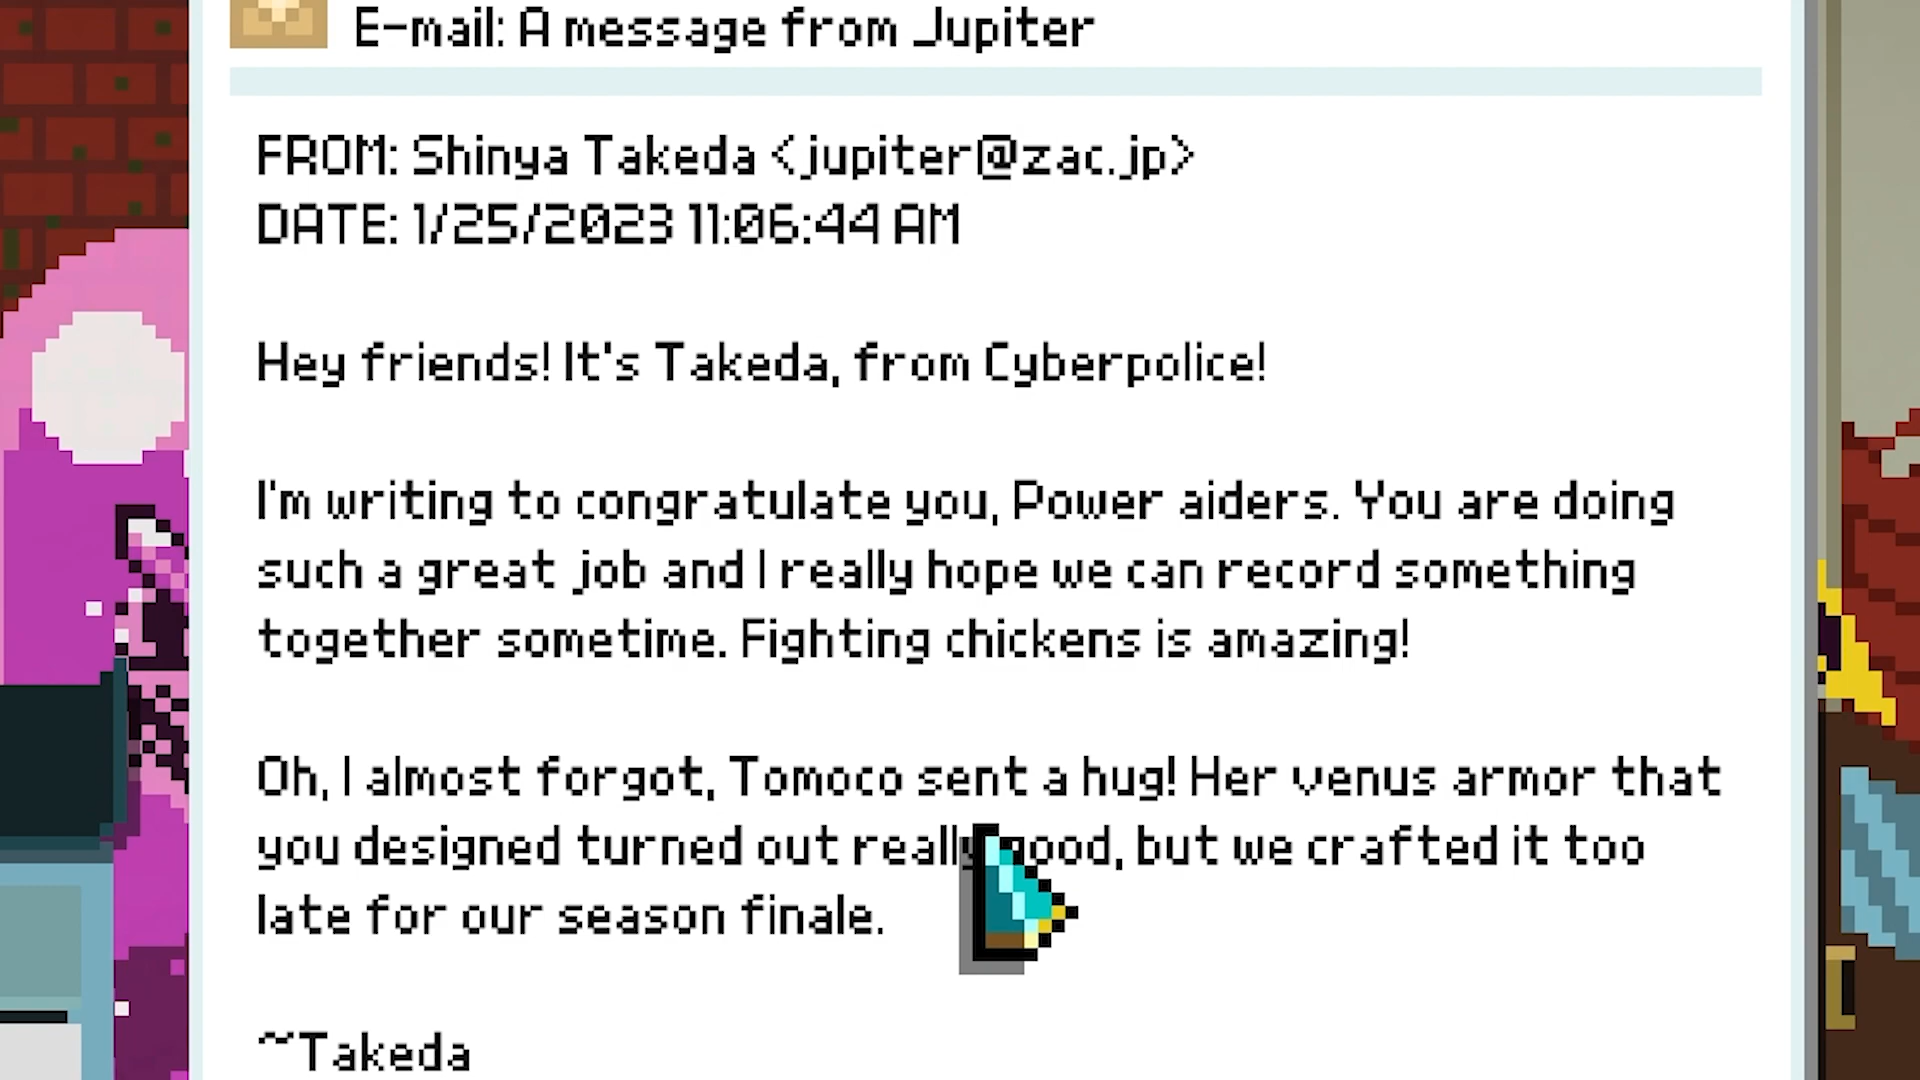 E-mail: A message from Jupiter
FROM: Shinya Takeda <jupiter@zac.jp>
DATE: 1/25/2023 11:06:44 AM
Hey friends! It's Takeda, from Cyberpolice!
I'm writing to congratulate you, Power aiders. You are doing
such a great job and I really hope we can record something
together sometime. Fighting chickens is amazing!
Oh, I almost forgot, Tomoco sent a hug! Her venus armor that
you designed turned out really good, but we crafted it too
late for our season finale.
~Takeda